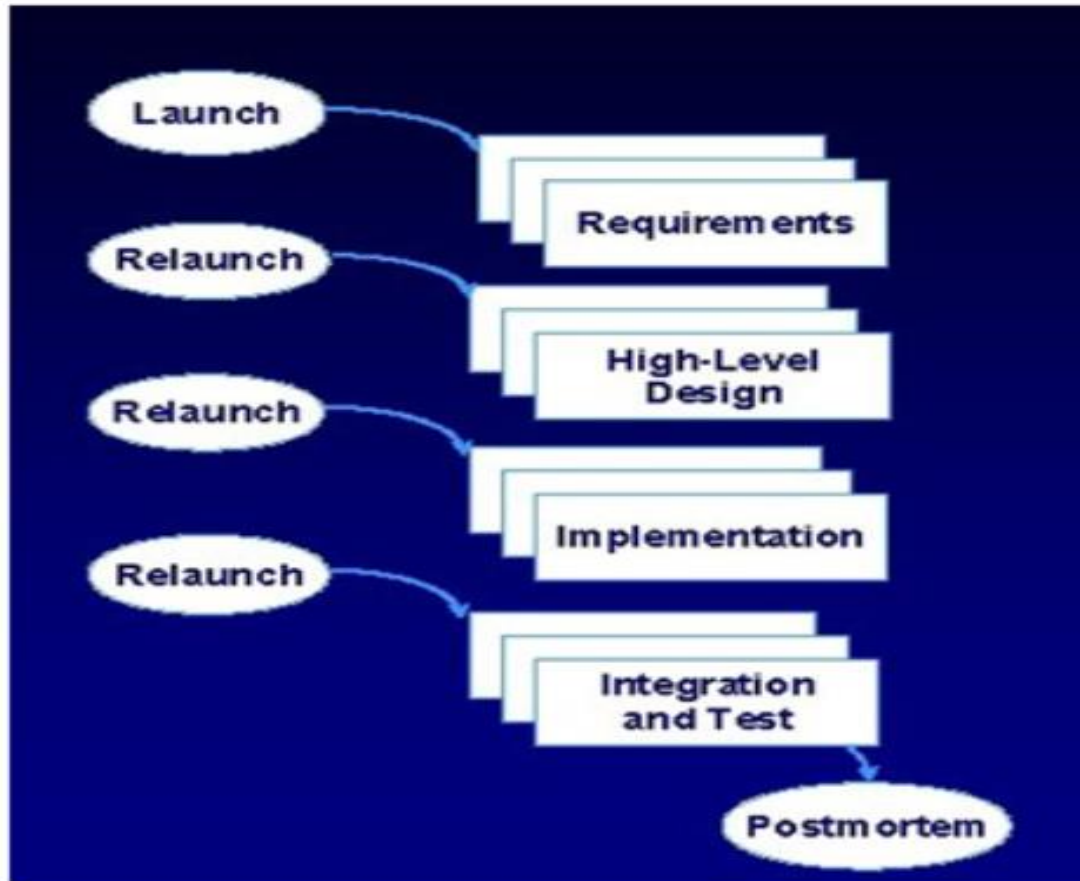 Launch
Requirements
Relaunch
High-Level
Design
Relaunch
Implementation
Relaunch
Integration
and Test
Postmortem